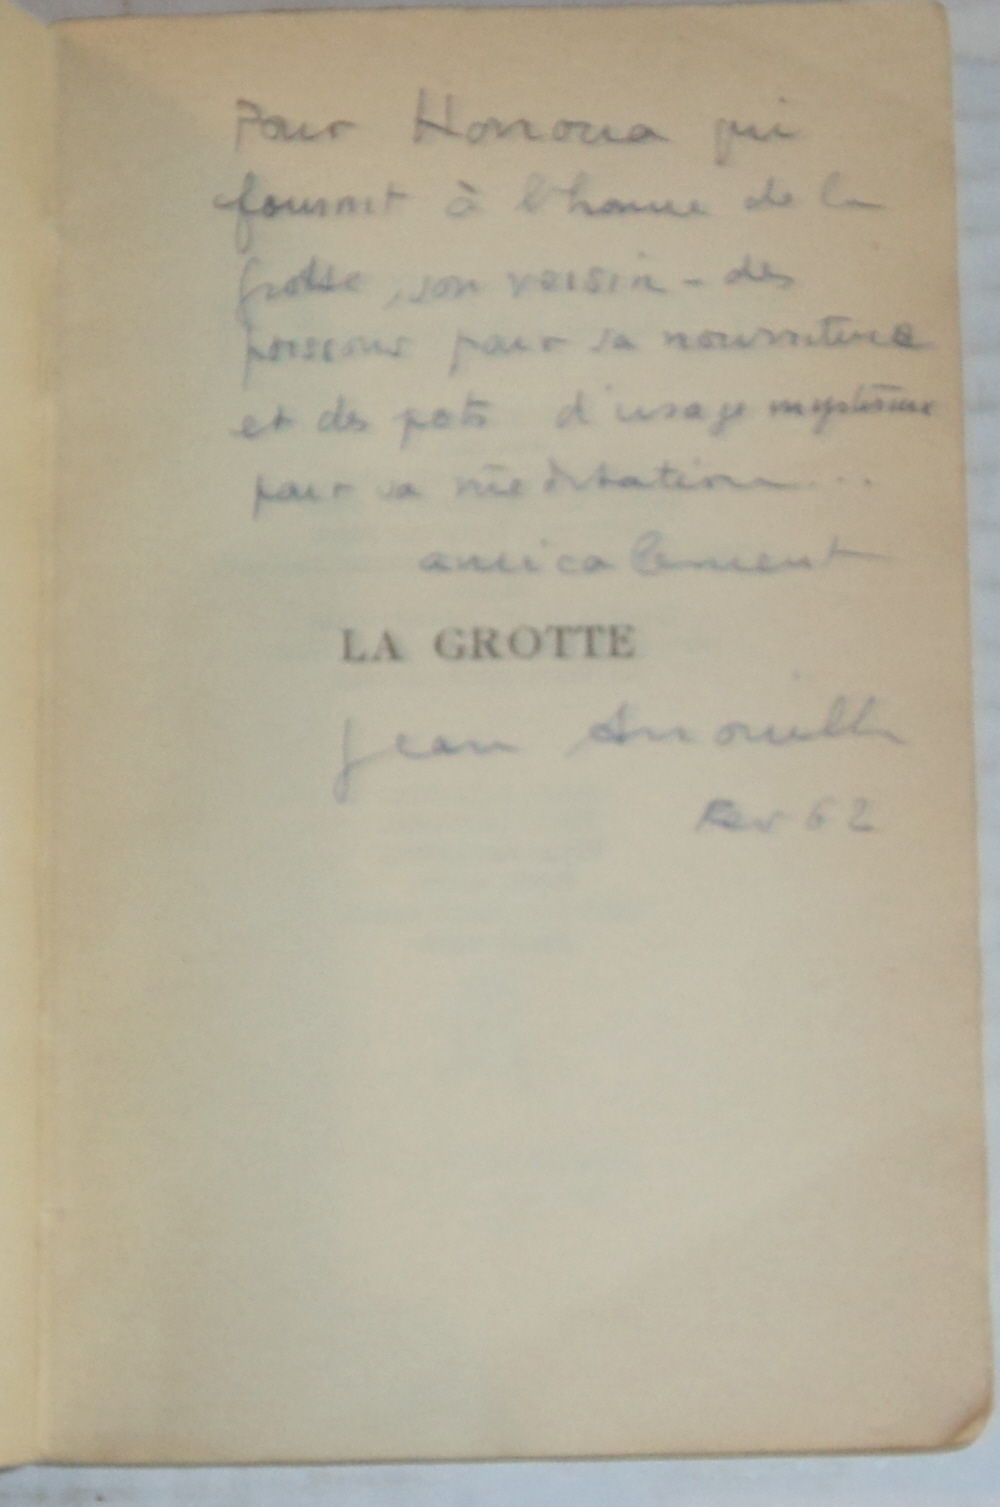 Pour Honoria qui
fournit à l'homme de la
grotte, son voisin - des
poissons pour sa nourriture
et des pots d'usage mystérieux
pour sa méditation...
amicalement
LA GROTTE
Jean Anouilh
Fev 62